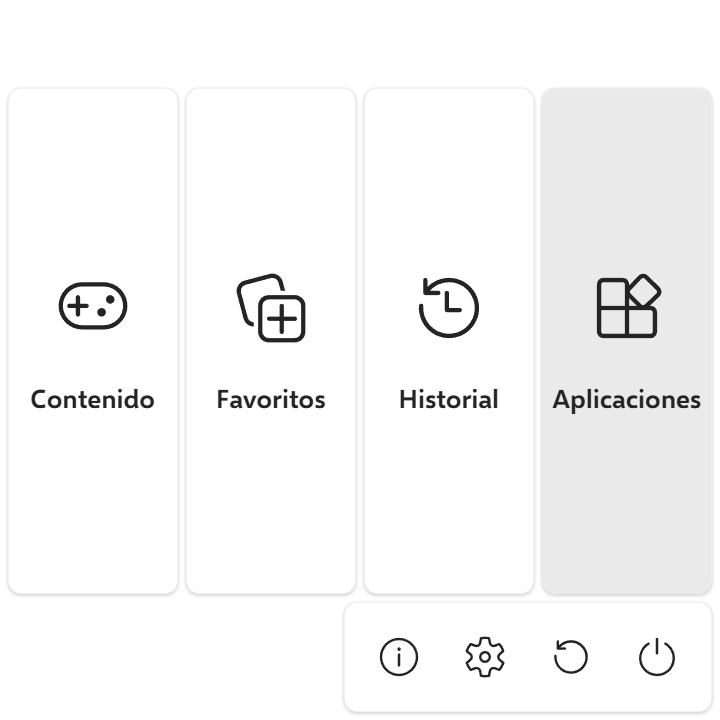 Contenido
Favoritos
Historial
Aplicaciones